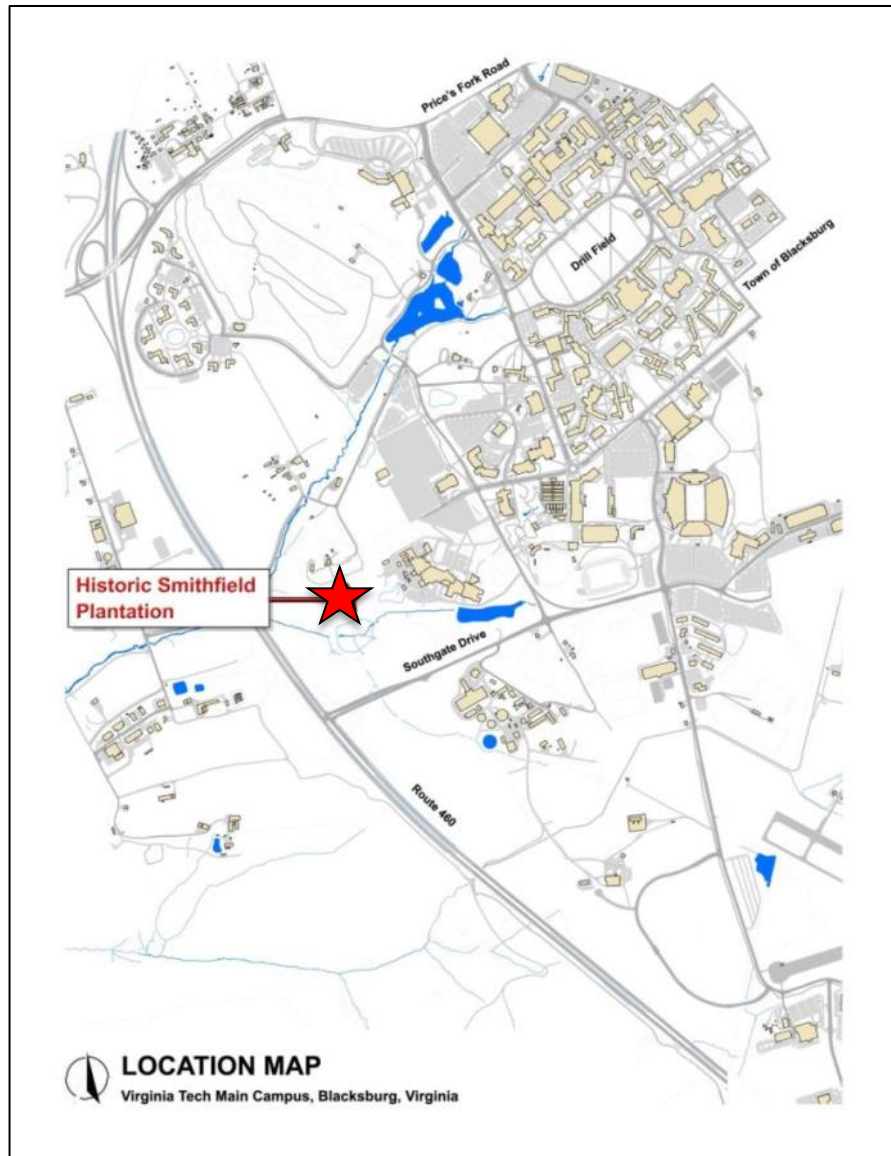 Price's Fork Road
Drill Field
Town of Blacksburg
Historic Smithfield
Plantation
Southgate Drive
Route 460
LOCATION MAP
Virginia Tech Main Campus, Blacksburg, Virginia